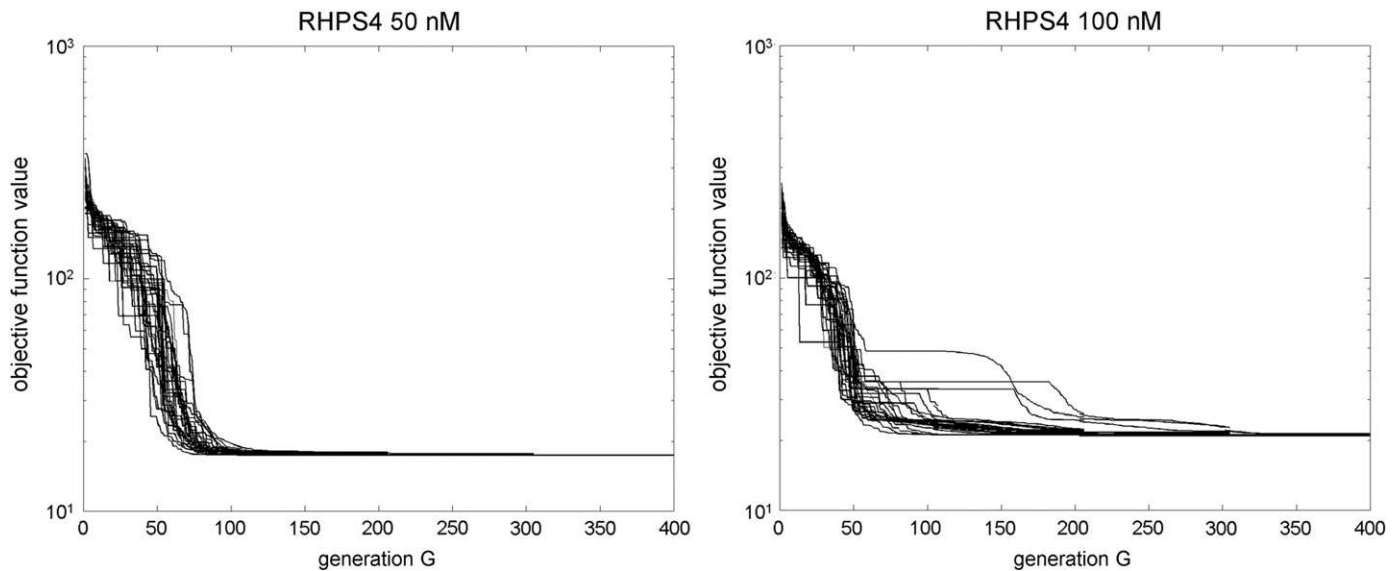 RHPS4 50 nM
10³
10²
10¹
objective function value
0 50 100 150 200 250 300 350 400
generation G
RHPS4 100 nM
10³
10²
10¹
objective function value
0 50 100 150 200 250 300 350 400
generation G